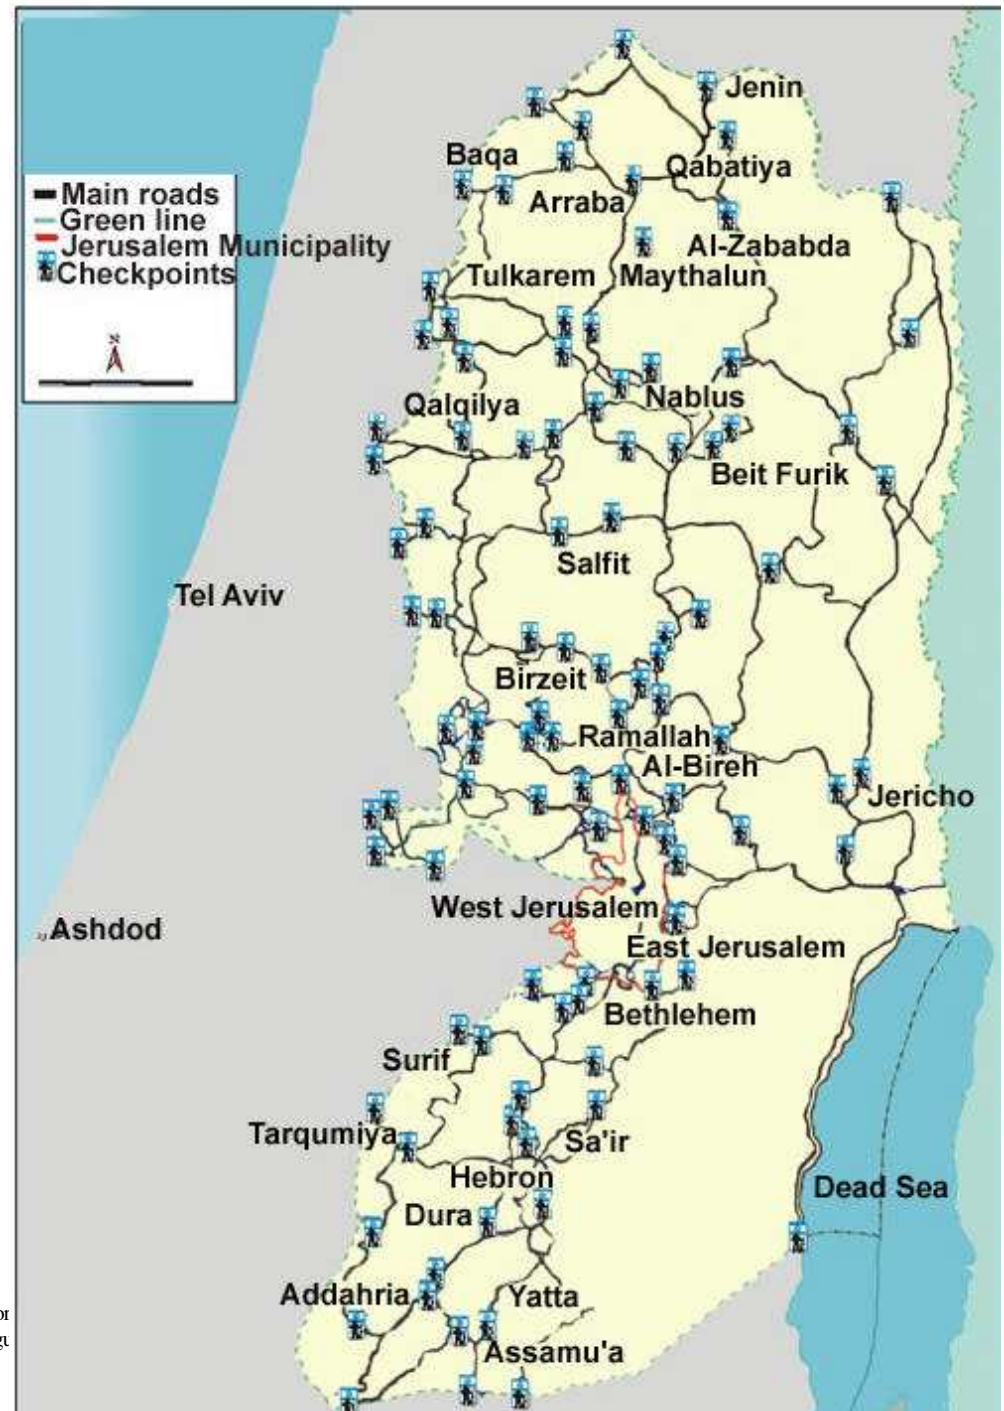 Jenin
Baqa
Qabatiya
Main roads
Green line
Jerusalem Municipality
Checkpoints
Arraba
Al-Zababda
Tulkarem
Maythalun
N
Nablus
Qalqilya
Beit Furik
Salfit
Tel Aviv
Birzeit
Ramallah
Al-Bireh
Jericho
West Jerusalem
Ashdod
East Jerusalem
Bethlehem
Surif
Tarqumiya
Sa'ir
Hebron
Dead Sea
Dura
Addahria
Yatta
Assamu'a